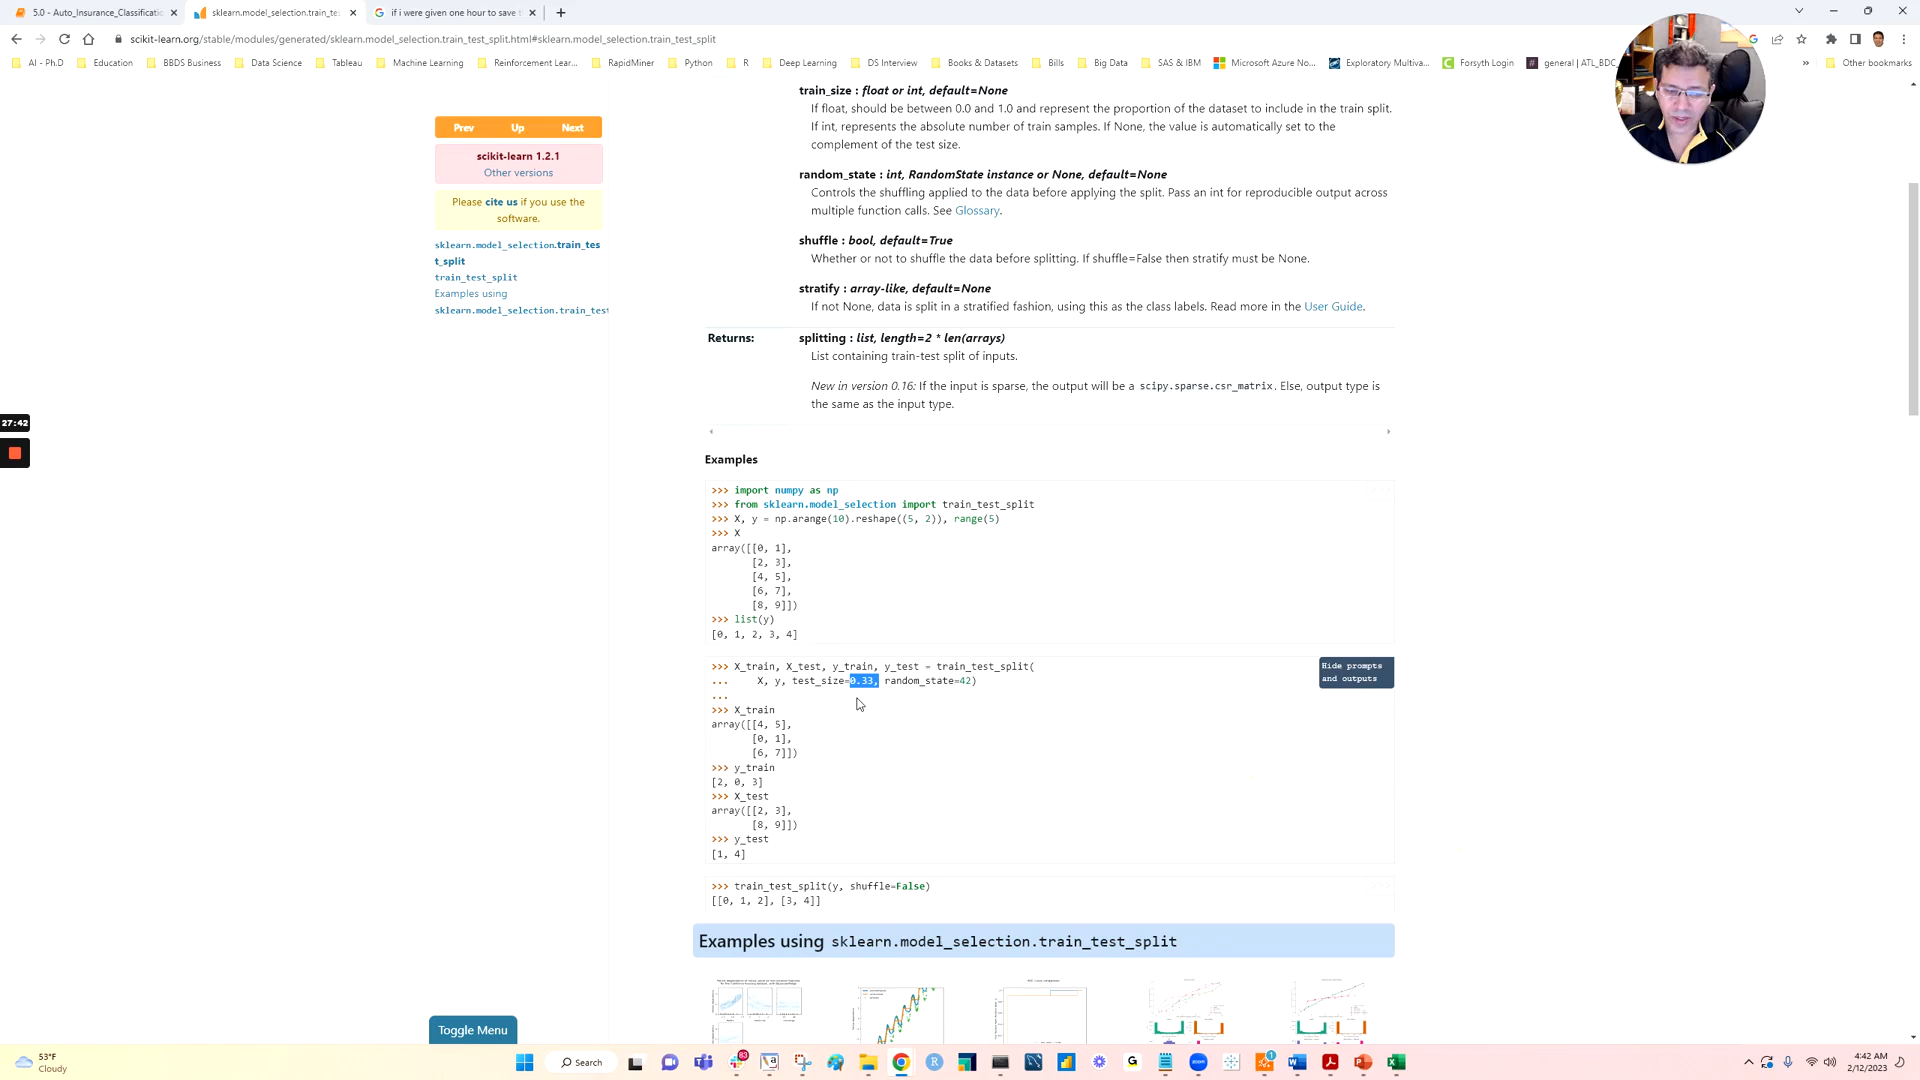 5.0 - Auto_Insurance_Classificatio
sklearn.model_selection.train_te
if i were given one hour to save t
scikit-learn.org/stable/modules/generated/sklearn.model_selection.train_test_split.html#sklearn.model_selection.train_test_split
AI - Ph.D
Education
BBDS Business
Data Science
Tableau
Machine Learning
Reinforcement Lear...
RapidMiner
Python
R
Deep Learning
DS Interview
Books & Datasets
Bills
Big Data
SAS & IBM
Microsoft Azure No...
Exploratory Multiva...
Forsyth Login
general | ATL_BDC_
»
Other bookmarks
Prev
Up
Next
scikit-learn 1.2.1
Other versions
Please cite us if you use the
software.
sklearn.model_selection.train_tes
t_split
train_test_split
Examples using
sklearn.model_selection.train_test
train_size : float or int, default=None
If float, should be between 0.0 and 1.0 and represent the proportion of the dataset to include in the train split.
If int, represents the absolute number of train samples. If None, the value is automatically set to the
complement of the test size.
random_state : int, RandomState instance or None, default=None
Controls the shuffling applied to the data before applying the split. Pass an int for reproducible output across
multiple function calls. See Glossary.
shuffle : bool, default=True
Whether or not to shuffle the data before splitting. If shuffle=False then stratify must be None.
stratify : array-like, default=None
If not None, data is split in a stratified fashion, using this as the class labels. Read more in the User Guide.
Returns:
splitting : list, length=2 * len(arrays)
List containing train-test split of inputs.
New in version 0.16: If the input is sparse, the output will be a scipy.sparse.csr_matrix. Else, output type is
the same as the input type.
27:42
Examples
>>> import numpy as np
>>> from sklearn.model_selection import train_test_split
>>> X, y = np.arange(10).reshape((5, 2)), range(5)
>>> X
array([[0, 1],
[2, 3],
[4, 5],
[6, 7],
[8, 9]])
>>> list(y)
[0, 1, 2, 3, 4]
>>> X_train, X_test, y_train, y_test = train_test_split(
... X, y, test_size=0.33, random_state=42)
...
>>> X_train
array([[4, 5],
[0, 1],
[6, 7]])
>>> y_train
[2, 0, 3]
>>> X_test
array([[2, 3],
[8, 9]])
>>> y_test
[1, 4]
Hide prompts
and outputs
>>> train_test_split(y, shuffle=False)
[[0, 1, 2], [3, 4]]
Examples using sklearn.model_selection.train_test_split
Toggle Menu
53°F
Cloudy
Search
83
1
4:42 AM
2/12/2023